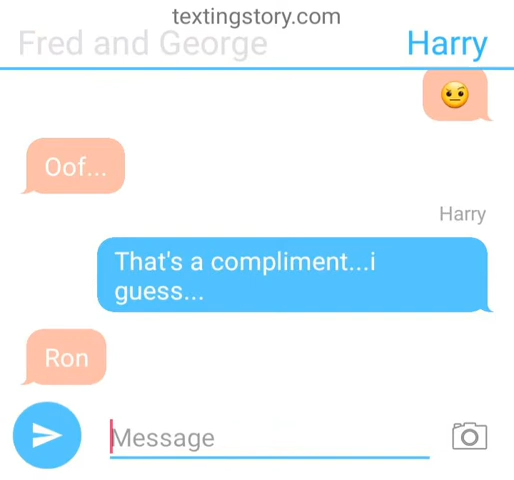 textingstory.com
Fred and George
Harry
Oof...
Harry
That's a compliment...i
guess...
Ron
Message